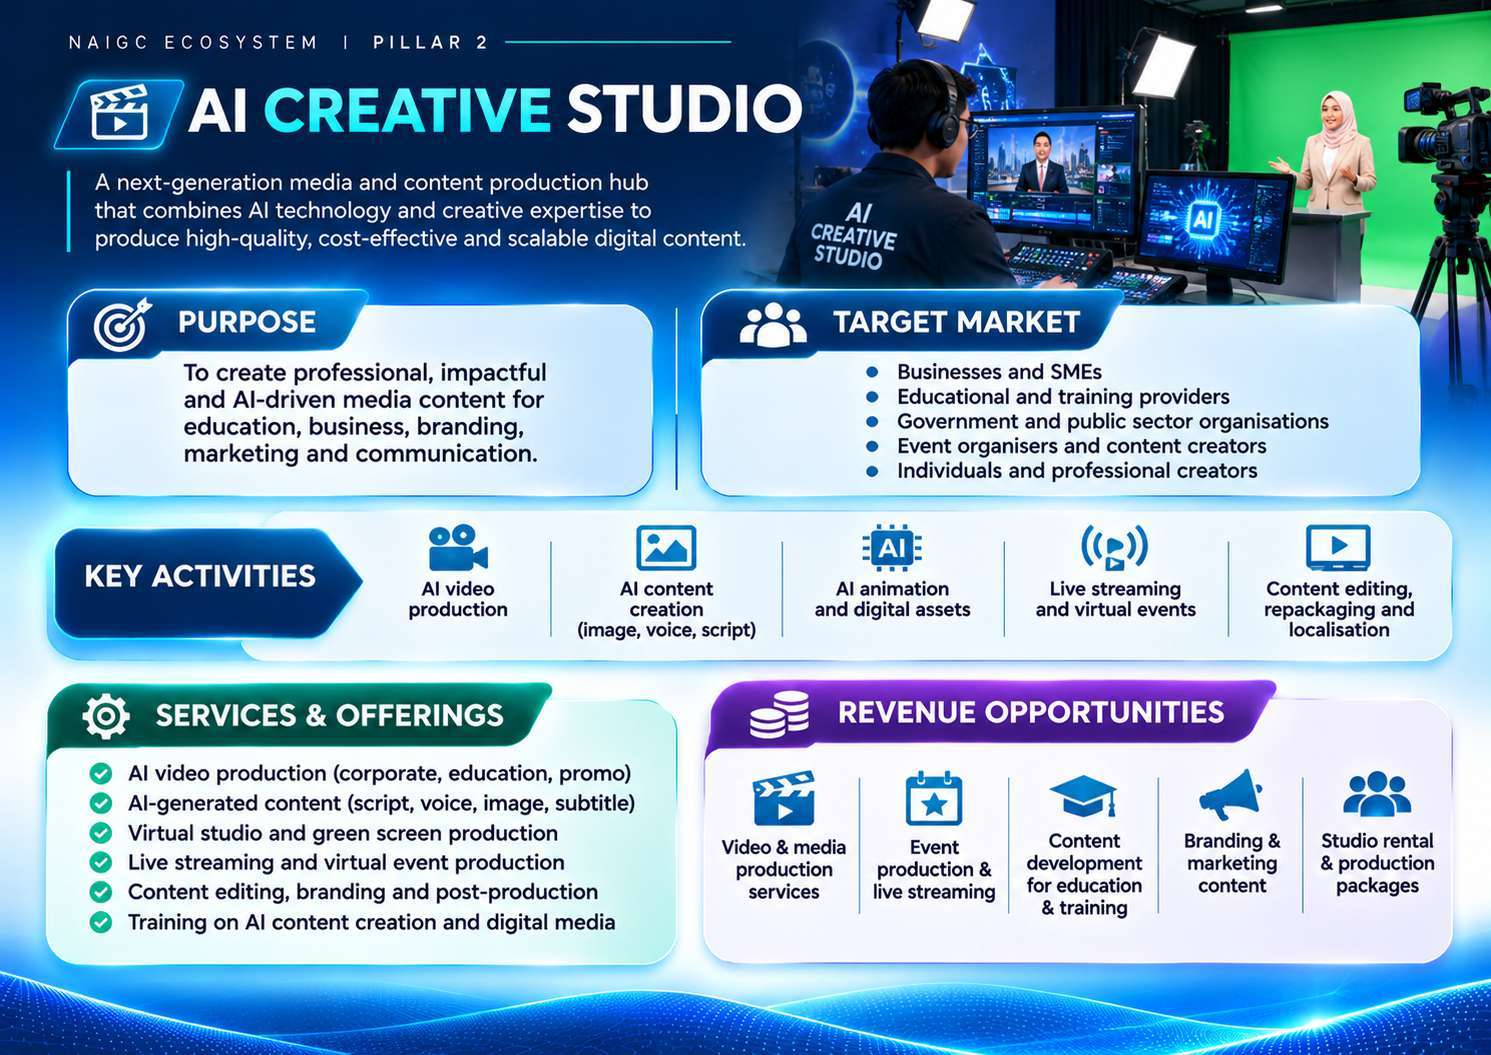 NAIGC ECOSYSTEM | PILLAR 2
AI CREATIVE STUDIO
A next-generation media and content production hub
that combines AI technology and creative expertise to
produce high-quality, cost-effective and scalable digital content.
AI
CREATIVE
STUDIO
AI
PURPOSE
To create professional, impactful
and AI-driven media content for
education, business, branding,
marketing and communication.
TARGET MARKET
Businesses and SMEs
Educational and training providers
Government and public sector organisations
Event organisers and content creators
Individuals and professional creators
KEY ACTIVITIES
AI video
production
AI content
creation
(image, voice, script)
AI
AI animation
and digital assets
Live streaming
and virtual events
Content editing,
repackaging and
localisation
SERVICES & OFFERINGS
AI video production (corporate, education, promo)
AI-generated content (script, voice, image, subtitle)
Virtual studio and green screen production
Live streaming and virtual event production
Content editing, branding and post-production
Training on AI content creation and digital media
REVENUE OPPORTUNITIES
Video & media
production
services
Event
production &
live streaming
Content
development
for education
& training
Branding &
marketing
content
Studio rental
& production
packages